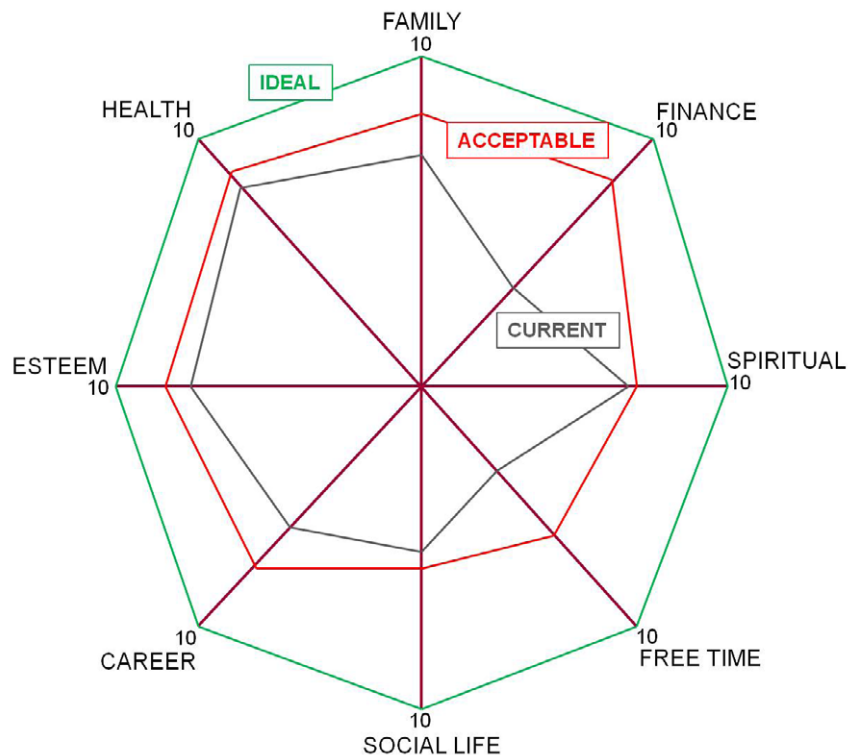 FAMILY
10
IDEAL
HEALTH
10
FINANCE
10
ACCEPTABLE
CURRENT
ESTEEM
10
SPIRITUAL
10
CAREER
10
FREE TIME
10
10
SOCIAL LIFE